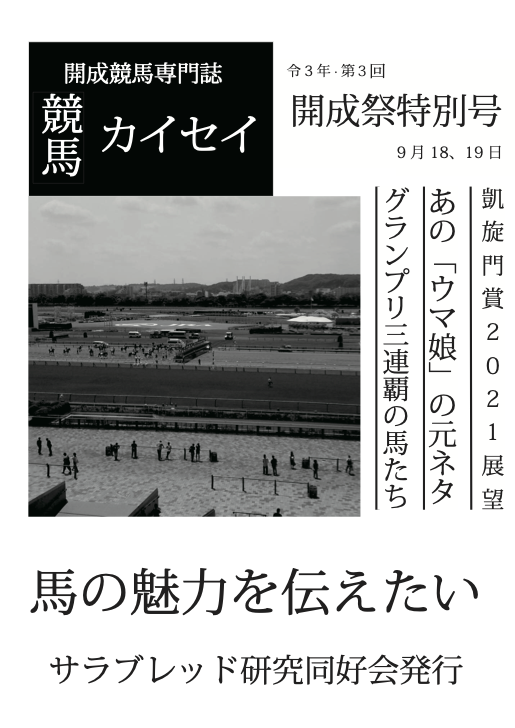 開成競馬専門誌
競馬
カイセイ
令3年·第3回
開成祭特別号
9月18、19日
凱旋門賞2021展望
あの「ウマ娘」の元ネタ
グランプリ三連覇の馬たち
馬の魅力を伝えたい
サラブレッド研究同好会発行